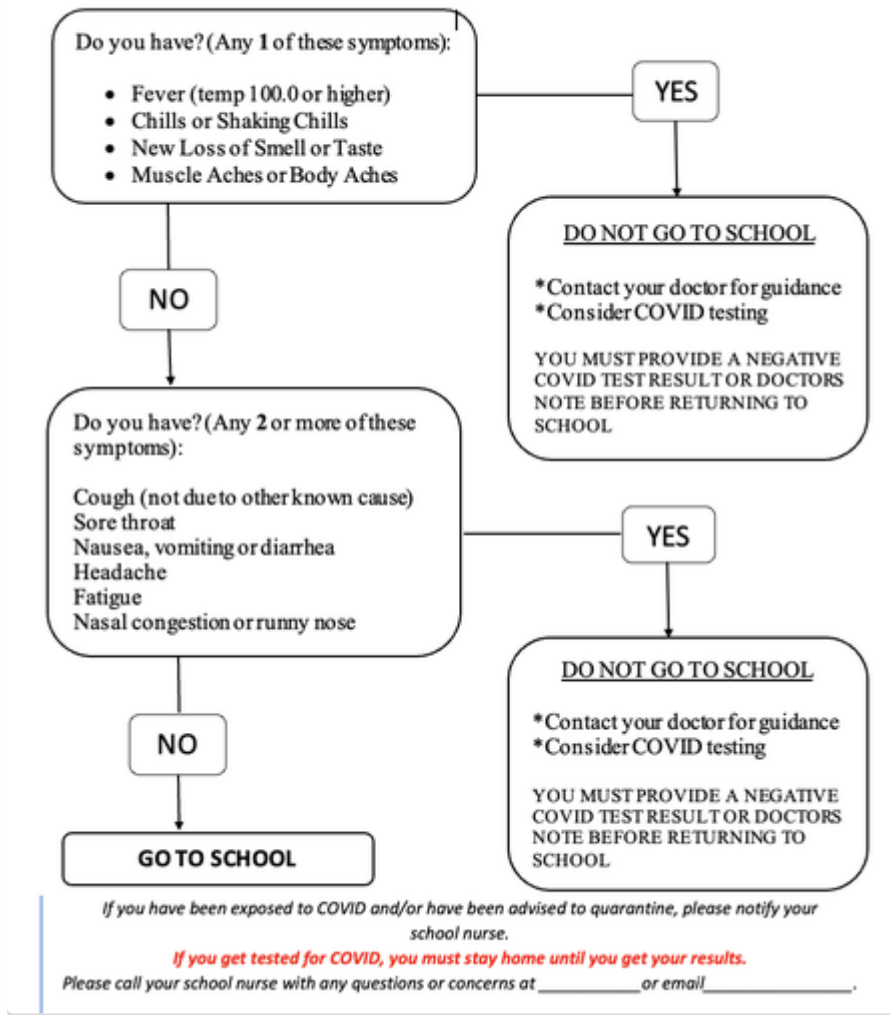 Do you have? (Any 1 of these symptoms):
• Fever (temp 100.0 or higher)
• Chills or Shaking Chills
• New Loss of Smell or Taste
• Muscle Aches or Body Aches
YES
DO NOT GO TO SCHOOL
*Contact your doctor for guidance
*Consider COVID testing
YOU MUST PROVIDE A NEGATIVE
COVID TEST RESULT OR DOCTORS
NOTE BEFORE RETURNING TO
SCHOOL
NO
Do you have? (Any 2 or more of these
symptoms):
Cough (not due to other known cause)
Sore throat
Nausea, vomiting or diarrhea
Headache
Fatigue
Nasal congestion or runny nose
YES
DO NOT GO TO SCHOOL
*Contact your doctor for guidance
*Consider COVID testing
YOU MUST PROVIDE A NEGATIVE
COVID TEST RESULT OR DOCTORS
NOTE BEFORE RETURNING TO
SCHOOL
NO
GO TO SCHOOL
If you have been exposed to COVID and/or have been advised to quarantine, please notify your
school nurse.
If you get tested for COVID, you must stay home until you get your results.
Please call your school nurse with any questions or concerns at ____________or email_________________.